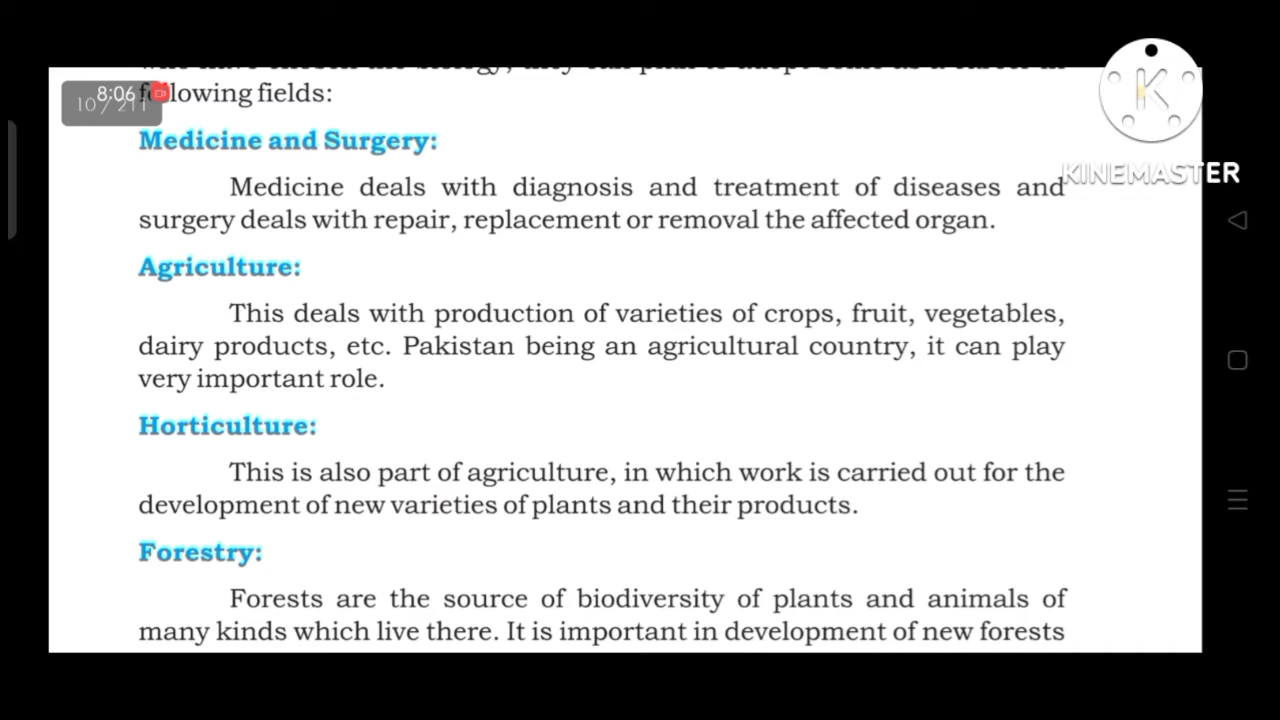 following fields:
8:06
10 / 211
KINEMASTER
Medicine and Surgery:
Medicine deals with diagnosis and treatment of diseases and
surgery deals with repair, replacement or removal the affected organ.
Agriculture:
This deals with production of varieties of crops, fruit, vegetables,
dairy products, etc. Pakistan being an agricultural country, it can play
very important role.
Horticulture:
This is also part of agriculture, in which work is carried out for the
development of new varieties of plants and their products.
Forestry:
Forests are the source of biodiversity of plants and animals of
many kinds which live there. It is important in development of new forests